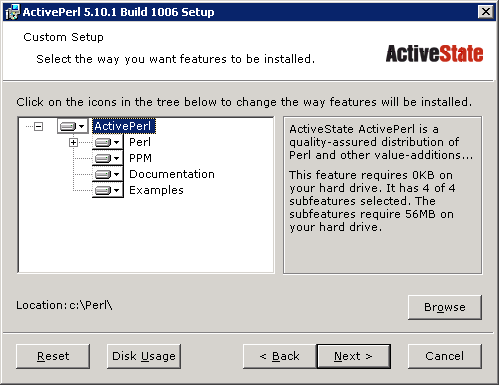 ActivePerl 5.10.1 Build 1006 Setup
Custom Setup
Select the way you want features to be installed.
ActiveState
Click on the icons in the tree below to change the way features will be installed.
ActivePerl
Perl
PPM
Documentation
Examples
ActiveState ActivePerl is a
quality-assured distribution of
Perl and other value-additions...
This feature requires 0KB on
your hard drive. It has 4 of 4
subfeatures selected. The
subfeatures require 56MB on
your hard drive.
Location: c:\Perl\
Browse
Reset
Disk Usage
< Back
Next >
Cancel